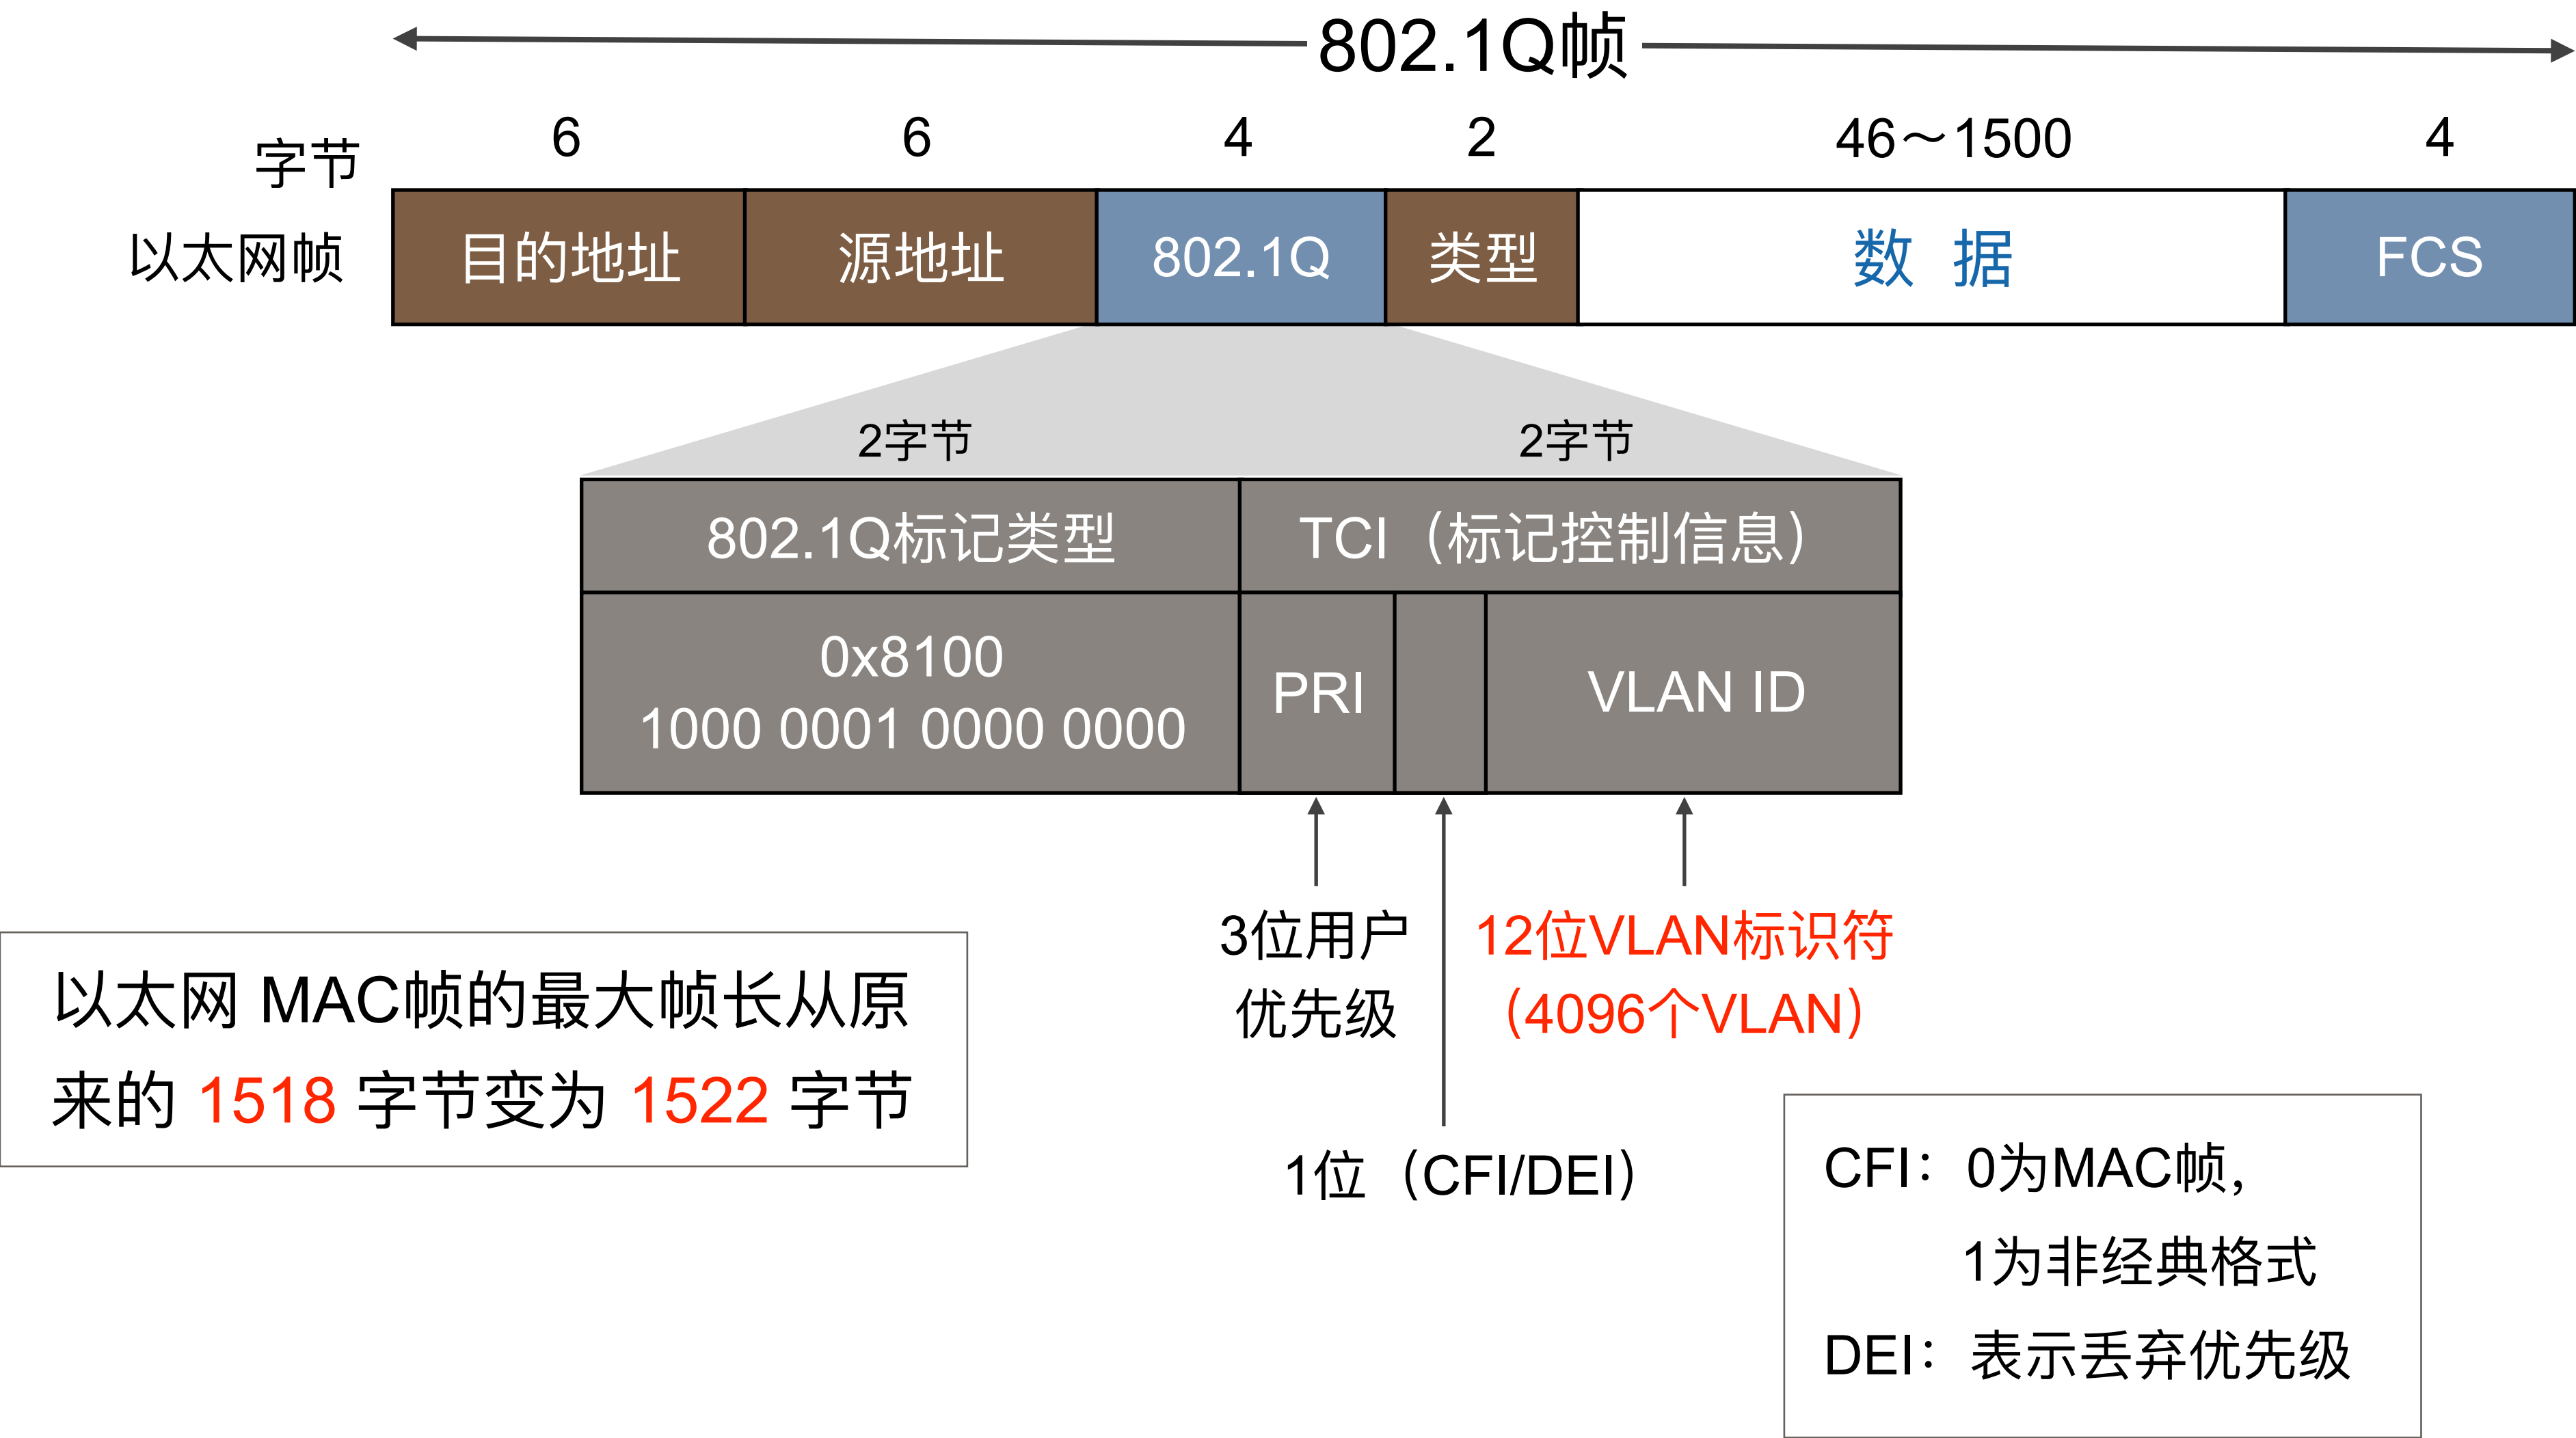 802.1Q帧
字节 6 6 4 2 46～1500 4
以太网帧 目的地址 源地址 802.1Q 类型 数 据 FCS
2字节 2字节
802.1Q标记类型 TCI（标记控制信息）
0x8100
1000 0001 0000 0000
PRI VLAN ID
3位用户
优先级
12位VLAN标识符
（4096个VLAN）
1位（CFI/DEI）
以太网 MAC帧的最大帧长从原
来的 1518 字节变为 1522 字节
CFI：0为MAC帧，
1为非经典格式
DEI：表示丢弃优先级